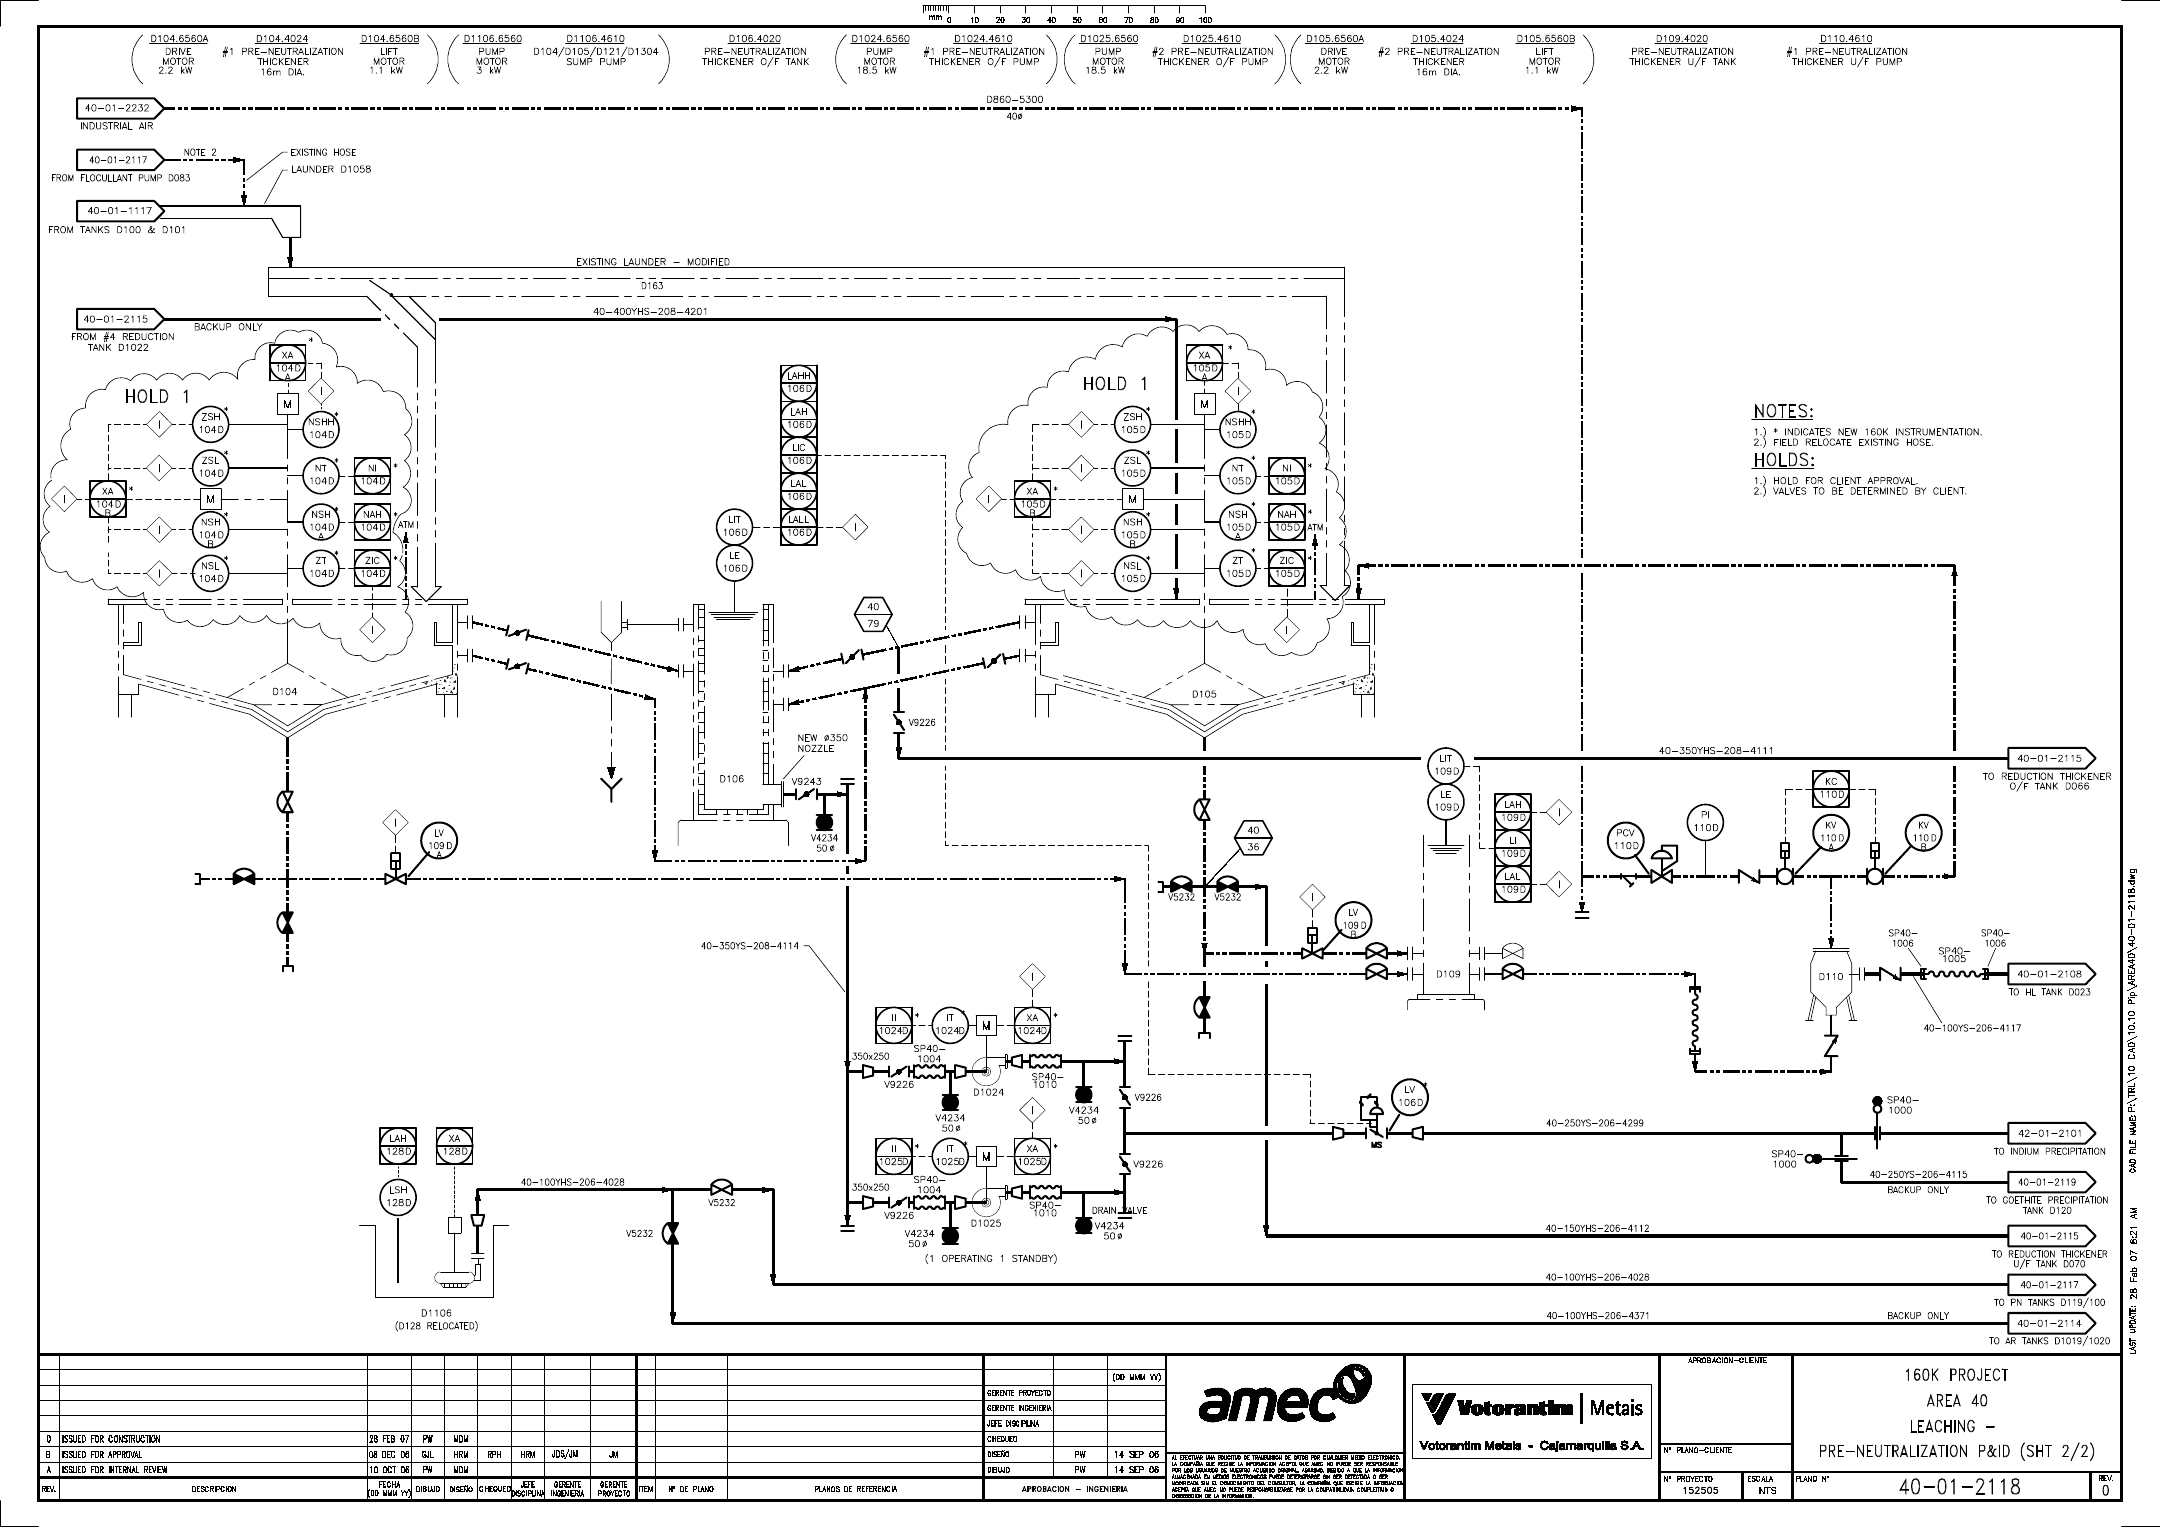 mm 0 10 20 30 40 50 60 70 80 90 100
D104.6560A
DRIVE
MOTOR
2.2 kW
D104.4024
#1 PRE-NEUTRALIZATION
THICKENER
16m DIA.
D104.6560B
LIFT
MOTOR
1.1 kW
D1106.6560
PUMP
MOTOR
3 kW
D1106.4610
D104/D105/D121/D1304
SUMP PUMP
D106.4020
PRE-NEUTRALIZATION
THICKENER O/F TANK
D1024.6560
PUMP
MOTOR
18.5 kW
D1024.4610
#1 PRE-NEUTRALIZATION
THICKENER O/F PUMP
D1025.6560
PUMP
MOTOR
18.5 kW
D1025.4610
#2 PRE-NEUTRALIZATION
THICKENER O/F PUMP
D105.6560A
DRIVE
MOTOR
2.2 kW
D105.4024
#2 PRE-NEUTRALIZATION
THICKENER
16m DIA.
D105.6560B
LIFT
MOTOR
1.1 kW
D109.4020
PRE-NEUTRALIZATION
THICKENER U/F TANK
D110.4610
#1 PRE-NEUTRALIZATION
THICKENER U/F PUMP
40-01-2232
INDUSTRIAL AIR
D860-5300
40ø
40-01-2117
NOTE 2
FROM FLOCULLANT PUMP D083
EXISTING HOSE
LAUNDER D1058
40-01-1117
FROM TANKS D100 & D101
EXISTING LAUNDER - MODIFIED
D163
40-01-2115
BACKUP ONLY
FROM #4 REDUCTION
TANK D1022
40-400YHS-208-4201
HOLD 1
XA
104D
A
*
I
M
ZSH
104D
*
NSHH
104D
*
ZSL
104D
*
NT
104D
*
NI
104D
*
XA
104D
B
*
M
NSH
104D
B
*
NSH
104D
A
*
NAH
104D
*
ATM
NSL
104D
*
ZT
104D
*
ZIC
104D
*
D104
LAHH
106D
LAH
106D
LIC
106D
LAL
106D
LALL
106D
I
LIT
106D
LE
106D
HOLD 1
XA
105D
A
*
I
M
ZSH
105D
*
NSHH
105D
ZSL
105D
*
NT
105D
*
NI
105D
*
XA
105D
B
*
M
NSH
105D
B
*
NSH
105D
A
*
NAH
105D
*
ATM
NSL
105D
*
ZT
105D
*
ZIC
105D
*
D105
NOTES:
1.) * INDICATES NEW 160K INSTRUMENTATION.
2.) FIELD RELOCATE EXISTING HOSE.
HOLDS:
1.) HOLD FOR CLIENT APPROVAL.
2.) VALVES TO BE DETERMINED BY CLIENT.
40
79
V9226
NEW ø350
NOZZLE
D106
V9243
V4234
50ø
40-350YHS-208-4111
40-01-2115
TO REDUCTION THICKENER
O/F TANK D066
LV
109D
A
I
40
36
V5232
V5232
LIT
109D
LE
109D
LAH
109D
LI
109D
LAL
109D
I
I
PCV
110D
PI
110D
KC
110D
KV
110D
A
KV
110D
B
LV
109D
B
I
D109
D110
SP40-
1006
SP40-
1005
SP40-
1006
40-01-2108
TO HL TANK D023
40-100YS-206-4117
40-350YS-208-4114
II
1024D
*
IT
1024D
*
M
XA
1024D
*
I
350x250
SP40-
1004
V9226
D1024
SP40-
1010
V4234
50ø
V4234
50ø
V9226
II
1025D
*
IT
1025D
*
M
XA
1025D
*
I
350x250
SP40-
1004
V9226
D1025
SP40-
1010
V4234
50ø
DRAIN VALVE
V4234
50ø
V9226
(1 OPERATING 1 STANDBY)
LV
106D
*
MS
40-250YS-206-4299
SP40-
1000
SP40-
1000
42-01-2101
TO INDIUM PRECIPITATION
40-250YS-206-4115
BACKUP ONLY
40-01-2119
TO GOETHITE PRECIPITATION
TANK D120
40-150YHS-206-4112
40-01-2115
TO REDUCTION THICKENER
U/F TANK D070
40-100YHS-206-4028
40-01-2117
TO PN TANKS D119/100
40-100YHS-206-4371
BACKUP ONLY
40-01-2114
TO AR TANKS D1019/1020
LAH
128D
XA
128D
LSH
128D
40-100YHS-206-4028
V5232
V5232
D1106
(D128 RELOCATED)
CAD FILE NAME: P:\TRL\10 CAD\10.10 Pip\AREA40\40-D1-2118.dwg
LAST UPDATE: 28 Feb 07 6:21 AM
0 ISSUED FOR CONSTRUCTION 28 FEB 07 PW MDM
B ISSUED FOR APPROVAL 08 DEC 06 GJL HRM RPH HRM JDS/JM JM
A ISSUED FOR INTERNAL REVIEW 10 OCT 06 PW MDM
REV. DESCRIPCION FECHA (DD MMM YY) DIBUJO DISEÑO CHEQUEO JEFE DISCIPLINA GERENTE INGENIERIA GERENTE PROYECTO ITEM Nº DE PLANO PLANOS DE REFERENCIA
(DD MMM YY)
GERENTE PROYECTO
GERENTE INGENIERIA
JEFE DISCIPLINA
CHEQUEO
DISEÑO PW 14 SEP 06
DIBUJO PW 14 SEP 06
APROBACION - INGENIERIA
amec
Votorantim | Metais
Votorantim Metais - Cajamarquilla S.A.
APROBACION-CLIENTE
Nº PLANO-CLIENTE
Nº PROYECTO
152505
ESCALA
NTS
160K PROJECT
AREA 40
LEACHING -
PRE-NEUTRALIZATION P&ID (SHT 2/2)
PLANO Nº
40-01-2118
REV.
0